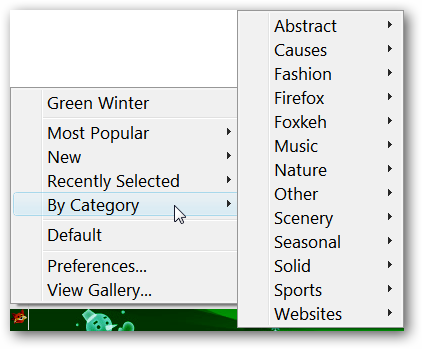 Green Winter
Most Popular
New
Recently Selected
By Category
Default
Preferences...
View Gallery...
Abstract
Causes
Fashion
Firefox
Foxkeh
Music
Nature
Other
Scenery
Seasonal
Solid
Sports
Websites